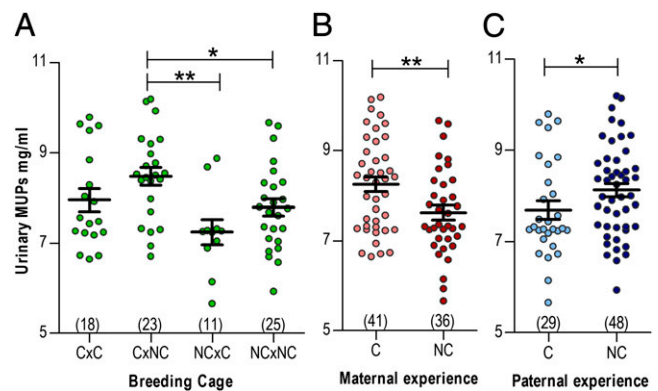 A
B
C
Urinary MUPs mg/ml
11
9
7
5
*
**
(18)
(23)
(11)
(25)
CxC
CxNC
NCxC
NCxNC
Breeding Cage
11
9
7
5
**
(41)
(36)
C
NC
Maternal experience
11
9
7
5
*
(29)
(48)
C
NC
Paternal experience